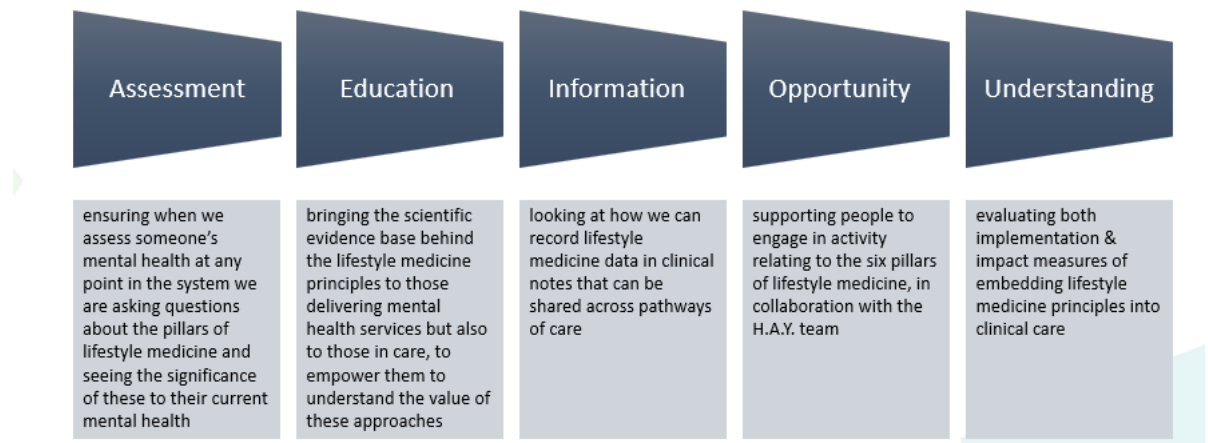 Assessment
Education
Information
Opportunity
Understanding
ensuring when we
assess someone's
mental health at any
point in the system we
are asking questions
about the pillars of
lifestyle medicine and
seeing the significance
of these to their current
mental health
bringing the scientific
evidence base behind
the lifestyle medicine
principles to those
delivering mental
health services but also
to those in care, to
empower them to
understand the value of
these approaches
looking at how we can
record lifestyle
medicine data in clinical
notes that can be
shared across pathways
of care
supporting people to
engage in activity
relating to the six pillars
of lifestyle medicine, in
collaboration with the
H.A.Y. team
evaluating both
implementation &
impact measures of
embedding lifestyle
medicine principles into
clinical care